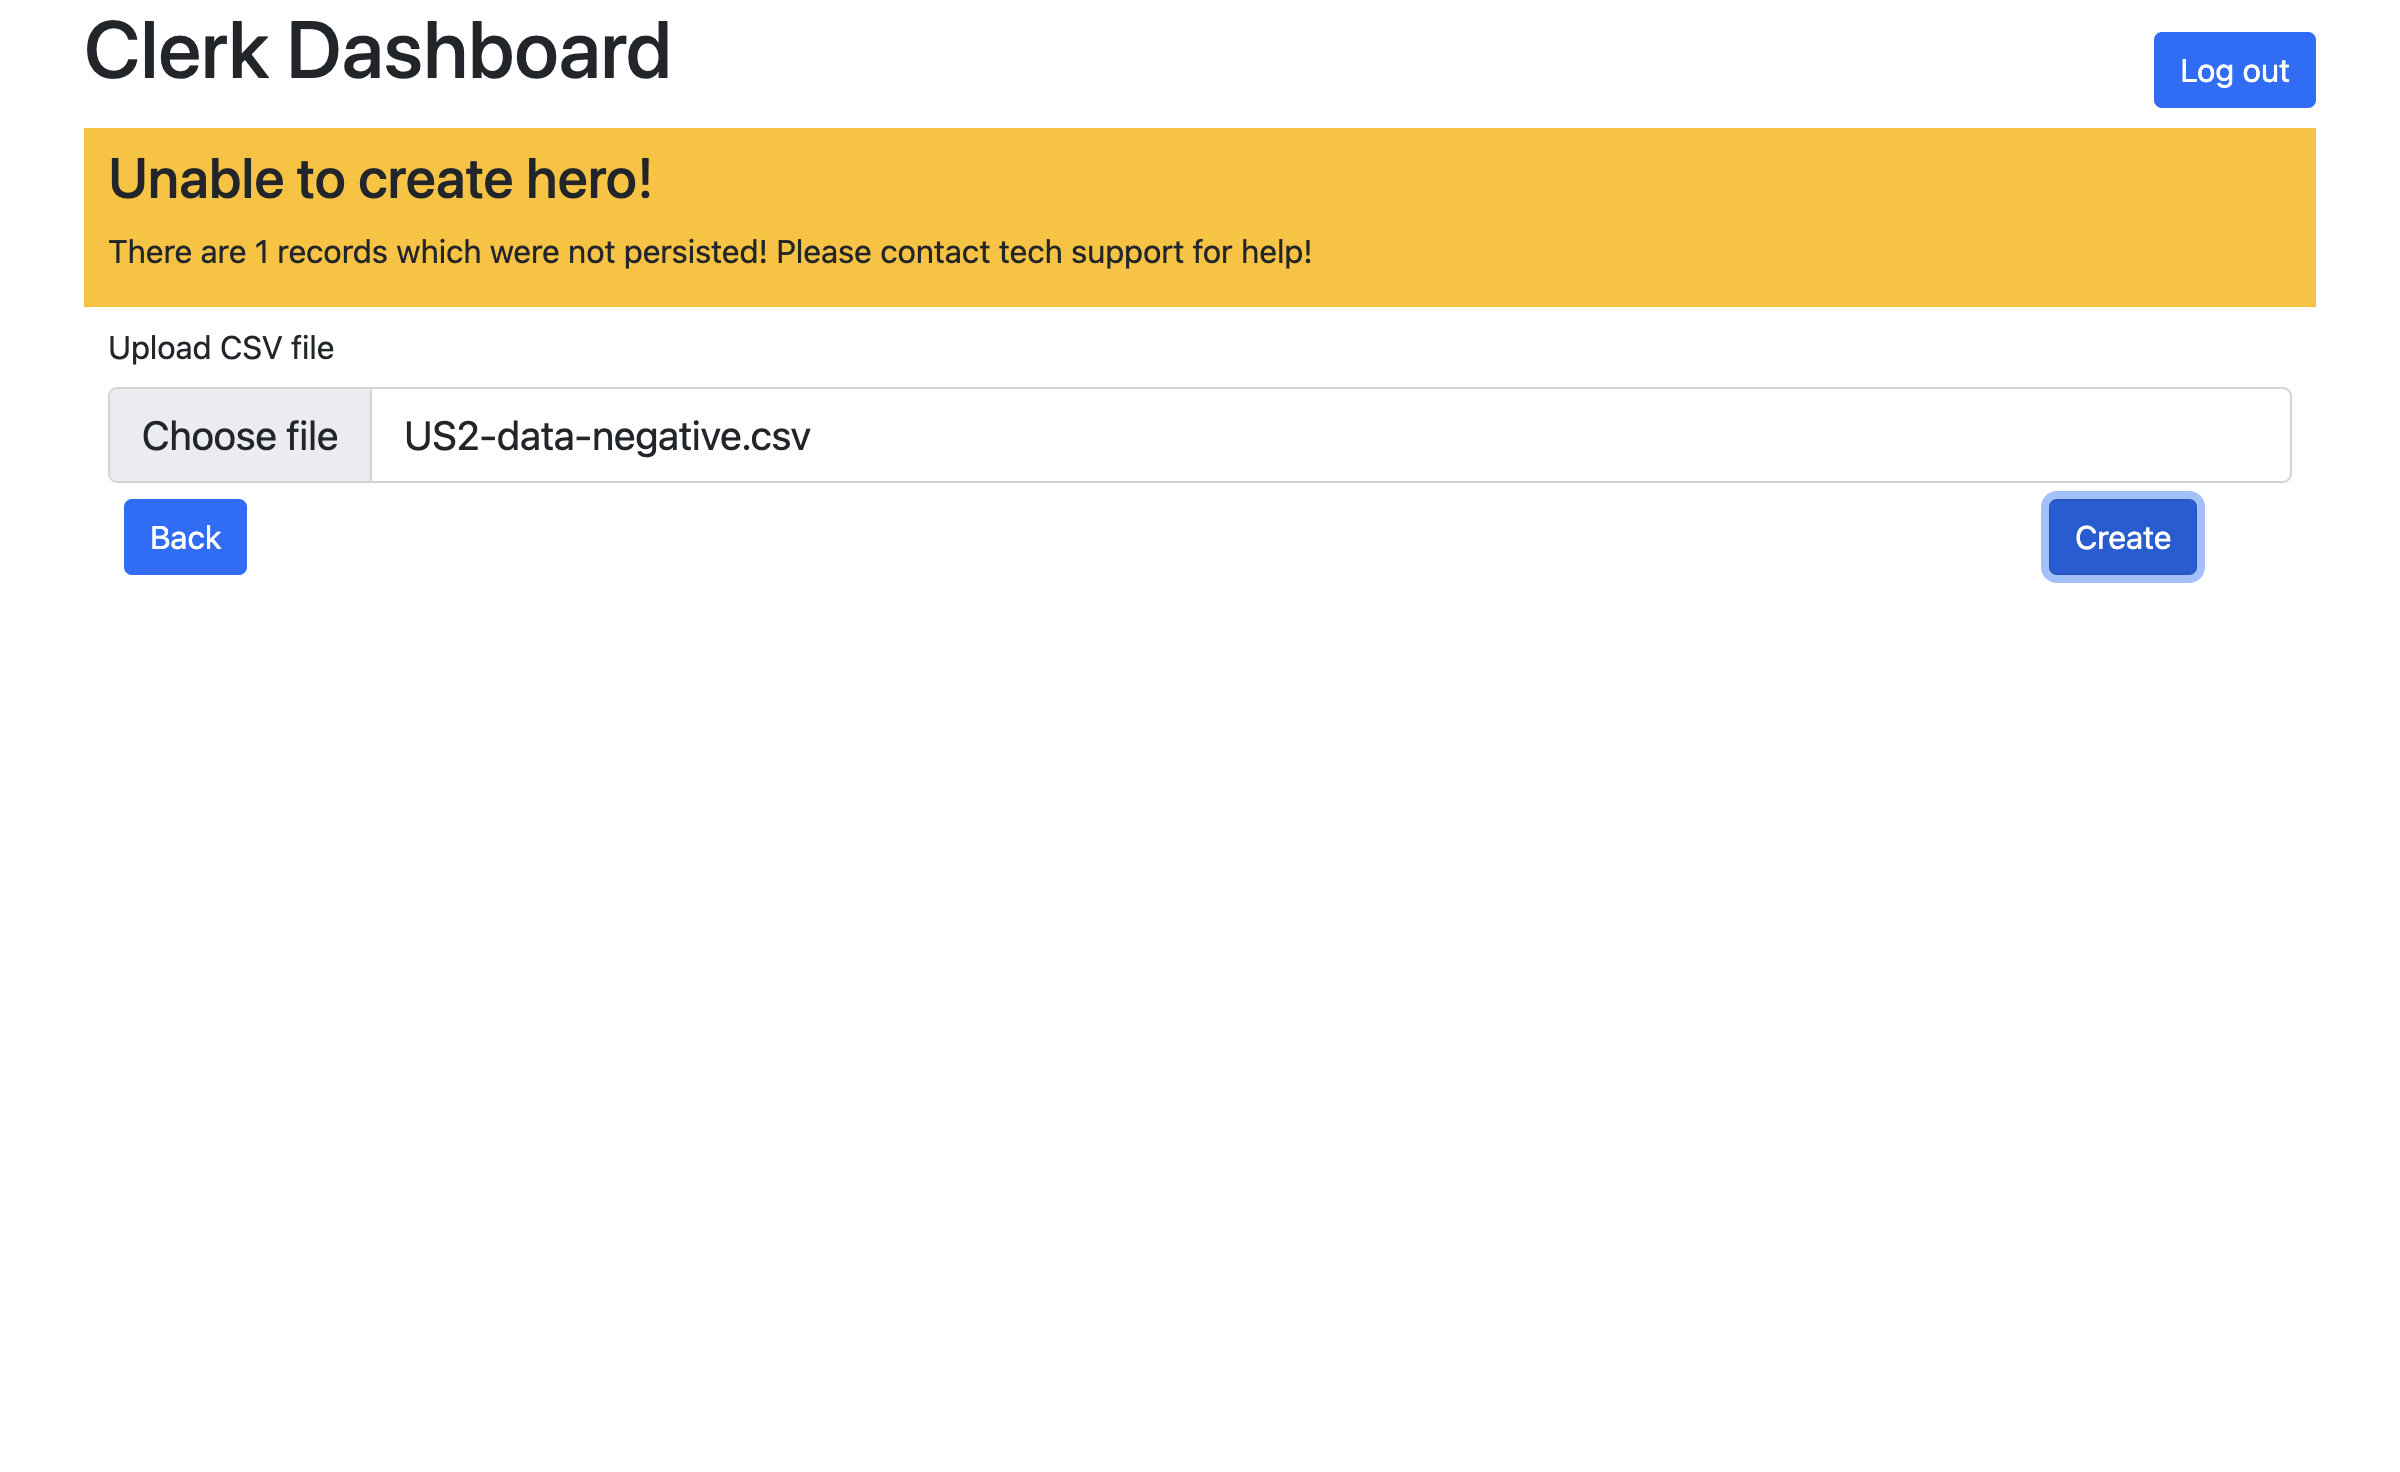 Clerk Dashboard
Log out
Unable to create hero!
There are 1 records which were not persisted! Please contact tech support for help!
Upload CSV file
Choose file US2-data-negative.csv
Back Create